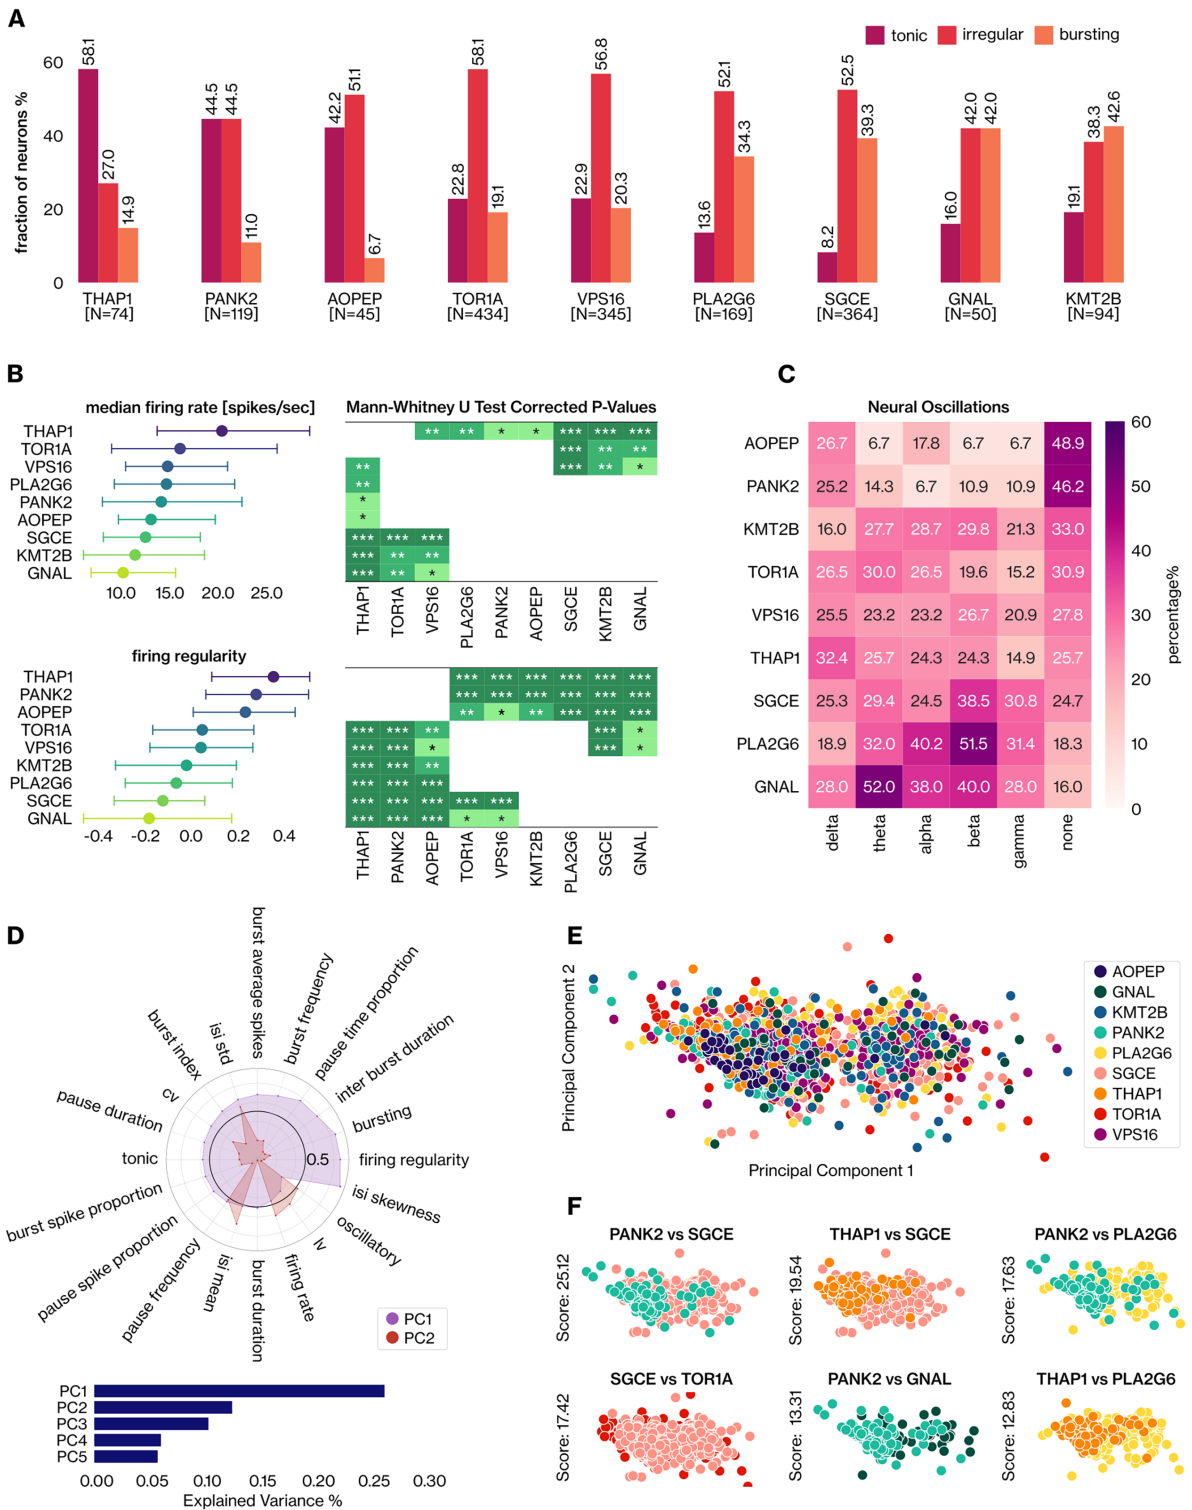 A
tonic irregular bursting
fraction of neurons %
60
40
20
0
58.1 27.0 14.9
44.5 44.5 11.0
42.2 51.1 6.7
22.8 58.1 19.1
22.9 56.8 20.3
13.6 52.1 34.3
8.2 52.5 39.3
16.0 42.0 42.0
19.1 38.3 42.6
THAP1 PANK2 AOPEP TOR1A VPS16 PLA2G6 SGCE GNAL KMT2B
[N=74] [N=119] [N=45] [N=434] [N=345] [N=169] [N=364] [N=50] [N=94]
B
median firing rate [spikes/sec]
THAP1
TOR1A
VPS16
PLA2G6
PANK2
AOPEP
SGCE
KMT2B
GNAL
10.0 15.0 20.0 25.0
Mann-Whitney U Test Corrected P-Values
** ** * * *** *** ***
*** ** **
** *** ** *
**
*
*
*** *** ***
*** ** **
*** ** *
THAP1 TOR1A VPS16 PLA2G6 PANK2 AOPEP SGCE KMT2B GNAL
firing regularity
THAP1
PANK2
AOPEP
TOR1A
VPS16
KMT2B
PLA2G6
SGCE
GNAL
-0.4 -0.2 0.0 0.2 0.4
*** *** *** *** *** ***
*** *** *** *** *** ***
** * ** *** *** ***
*** *** ** *** *
*** *** * *** *
*** *** **
*** *** ***
*** *** *** *** ***
*** *** *** * *
THAP1 PANK2 AOPEP TOR1A VPS16 KMT2B PLA2G6 SGCE GNAL
C
Neural Oscillations
AOPEP 26.7 6.7 17.8 6.7 6.7 48.9
PANK2 25.2 14.3 6.7 10.9 10.9 46.2
KMT2B 16.0 27.7 28.7 29.8 21.3 33.0
TOR1A 26.5 30.0 26.5 19.6 15.2 30.9
VPS16 25.5 23.2 23.2 26.7 20.9 27.8
THAP1 32.4 25.7 24.3 24.3 14.9 25.7
SGCE 25.3 29.4 24.5 38.5 30.8 24.7
PLA2G6 18.9 32.0 40.2 51.5 31.4 18.3
GNAL 28.0 52.0 38.0 40.0 28.0 16.0
delta theta alpha beta gamma none
60
50
40
30
20
10
0
percentage%
D
burst average spikes
burst frequency
pause time proportion
inter burst duration
bursting
firing regularity
isi skewness
oscillatory
lv
firing rate
burst duration
isi mean
pause frequency
pause spike proportion
burst spike proportion
tonic
pause duration
cv
burst index
isi std
0.5
PC1
PC2
PC1
PC2
PC3
PC4
PC5
0.00 0.05 0.10 0.15 0.20 0.25 0.30
Explained Variance %
E
Principal Component 2
Principal Component 1
AOPEP
GNAL
KMT2B
PANK2
PLA2G6
SGCE
THAP1
TOR1A
VPS16
F
PANK2 vs SGCE
Score: 25.12
THAP1 vs SGCE
Score: 19.54
PANK2 vs PLA2G6
Score: 17.63
SGCE vs TOR1A
Score: 17.42
PANK2 vs GNAL
Score: 13.31
THAP1 vs PLA2G6
Score: 12.83